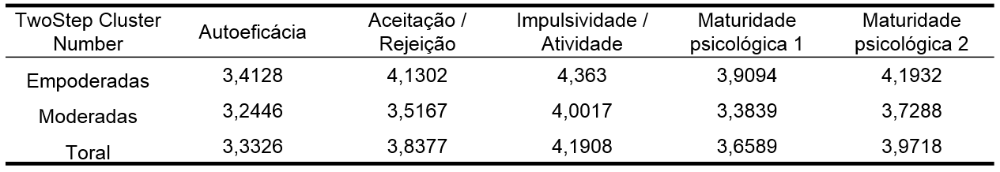 TwoStep Cluster Number Autoeficácia Aceitação / Rejeição Impulsividade / Atividade Maturidade psicológica 1 Maturidade psicológica 2
Empoderadas 3,4128 4,1302 4,363 3,9094 4,1932
Moderadas 3,2446 3,5167 4,0017 3,3839 3,7288
Toral 3,3326 3,8377 4,1908 3,6589 3,9718